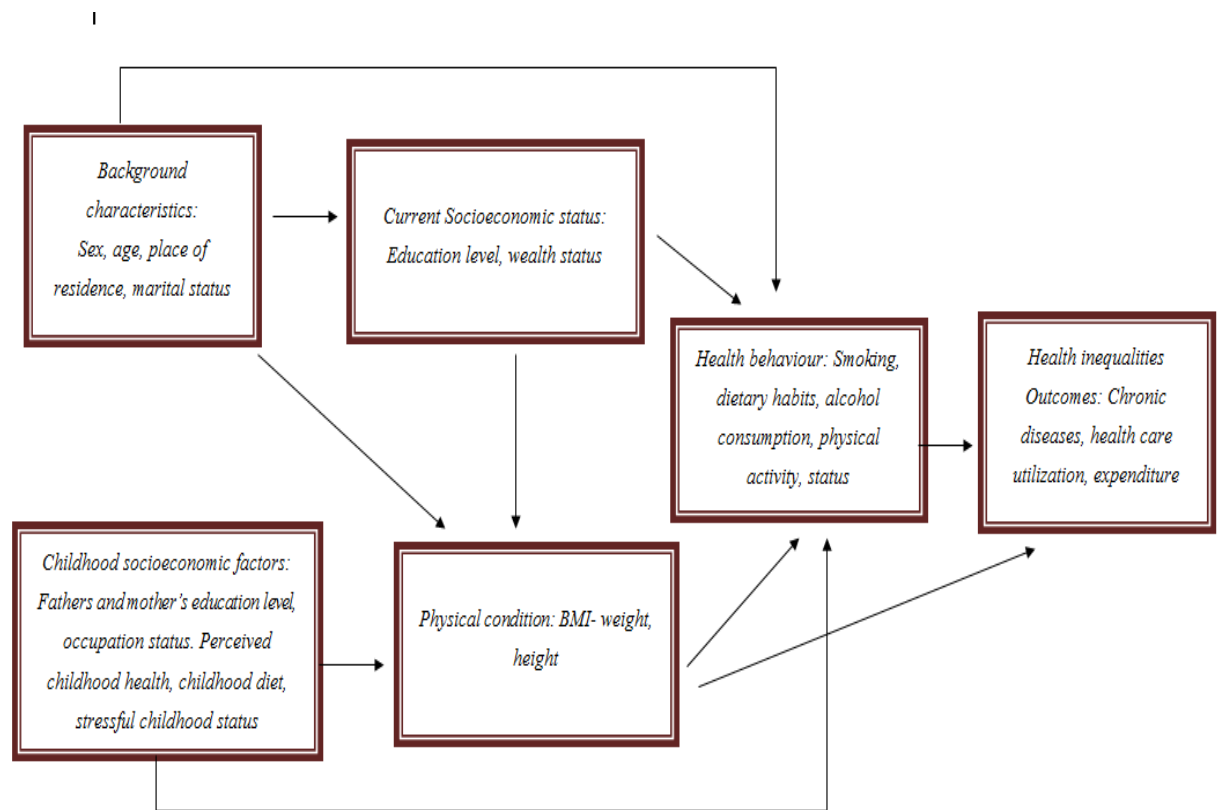 Background
characteristics:
Sex, age, place of
residence, marital status
Current Socioeconomic status:
Education level, wealth status
Health behaviour: Smoking,
dietary habits, alcohol
consumption, physical
activity, status
Health inequalities
Outcomes: Chronic
diseases, health care
utilization, expenditure
Childhood socioeconomic factors:
Fathers and mother's education level,
occupation status. Perceived
childhood health, childhood diet,
stressful childhood status
Physical condition: BMI- weight,
height